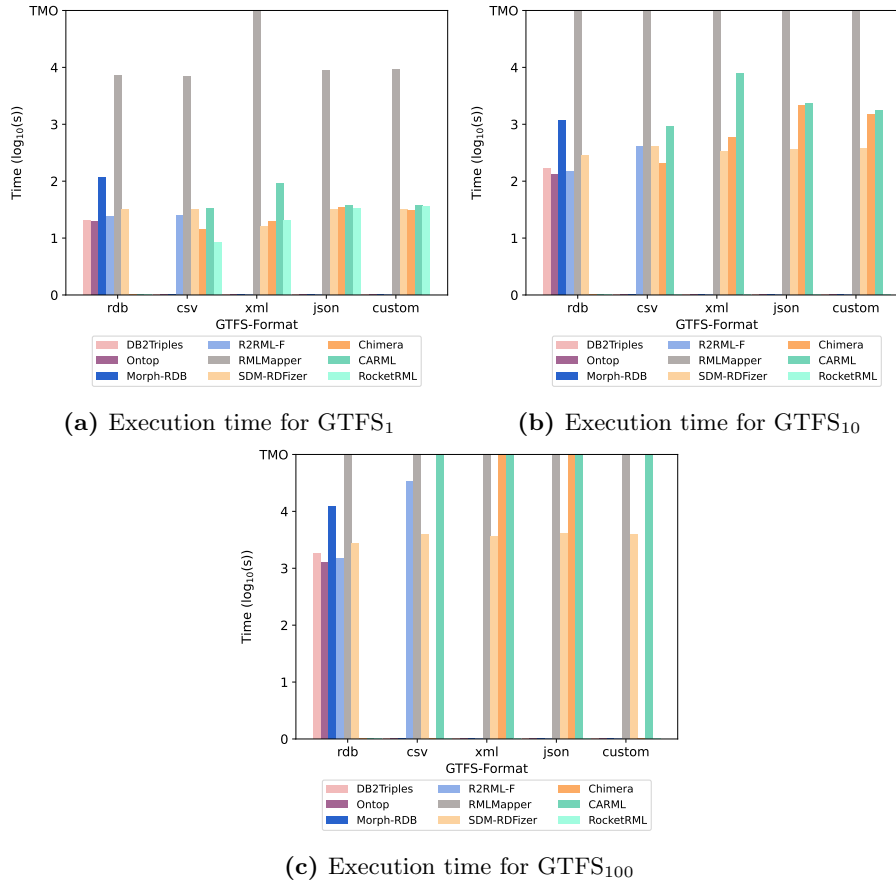 TMO
4
3
2
1
0
Time (log10(s))
rdb csv xml json custom
GTFS-Format
DB2Triples R2RML-F Chimera
Ontop RMLMapper CARML
Morph-RDB SDM-RDFizer RocketRML
(a) Execution time for GTFS1
TMO
4
3
2
1
0
Time (log10(s))
rdb csv xml json custom
GTFS-Format
DB2Triples R2RML-F Chimera
Ontop RMLMapper CARML
Morph-RDB SDM-RDFizer RocketRML
(b) Execution time for GTFS10
TMO
4
3
2
1
0
Time (log10(s))
rdb csv xml json custom
GTFS-Format
DB2Triples R2RML-F Chimera
Ontop RMLMapper CARML
Morph-RDB SDM-RDFizer RocketRML
(c) Execution time for GTFS100